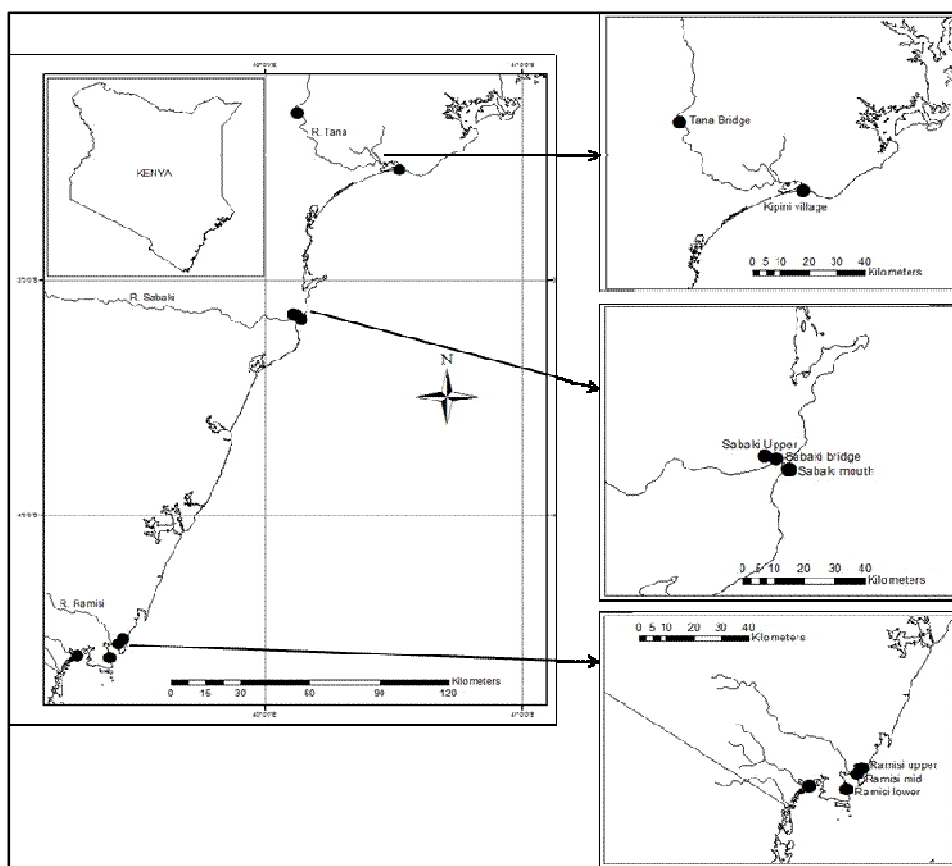 KENYA
R. Tana
R. Sabaki
N
R. Ramisi
Kilometers
0 5 15 30 60 90 120
Tana Bridge
Kipini village
0 5 10 20 30 40
Kilometers
Sabaki Upper
Sabaki bridge
Sabaki mouth
0 5 10 20 30 40
Kilometers
0 5 10 20 30 40
Kilometers
Ramisi upper
Ramisi mid
Ramisi lower